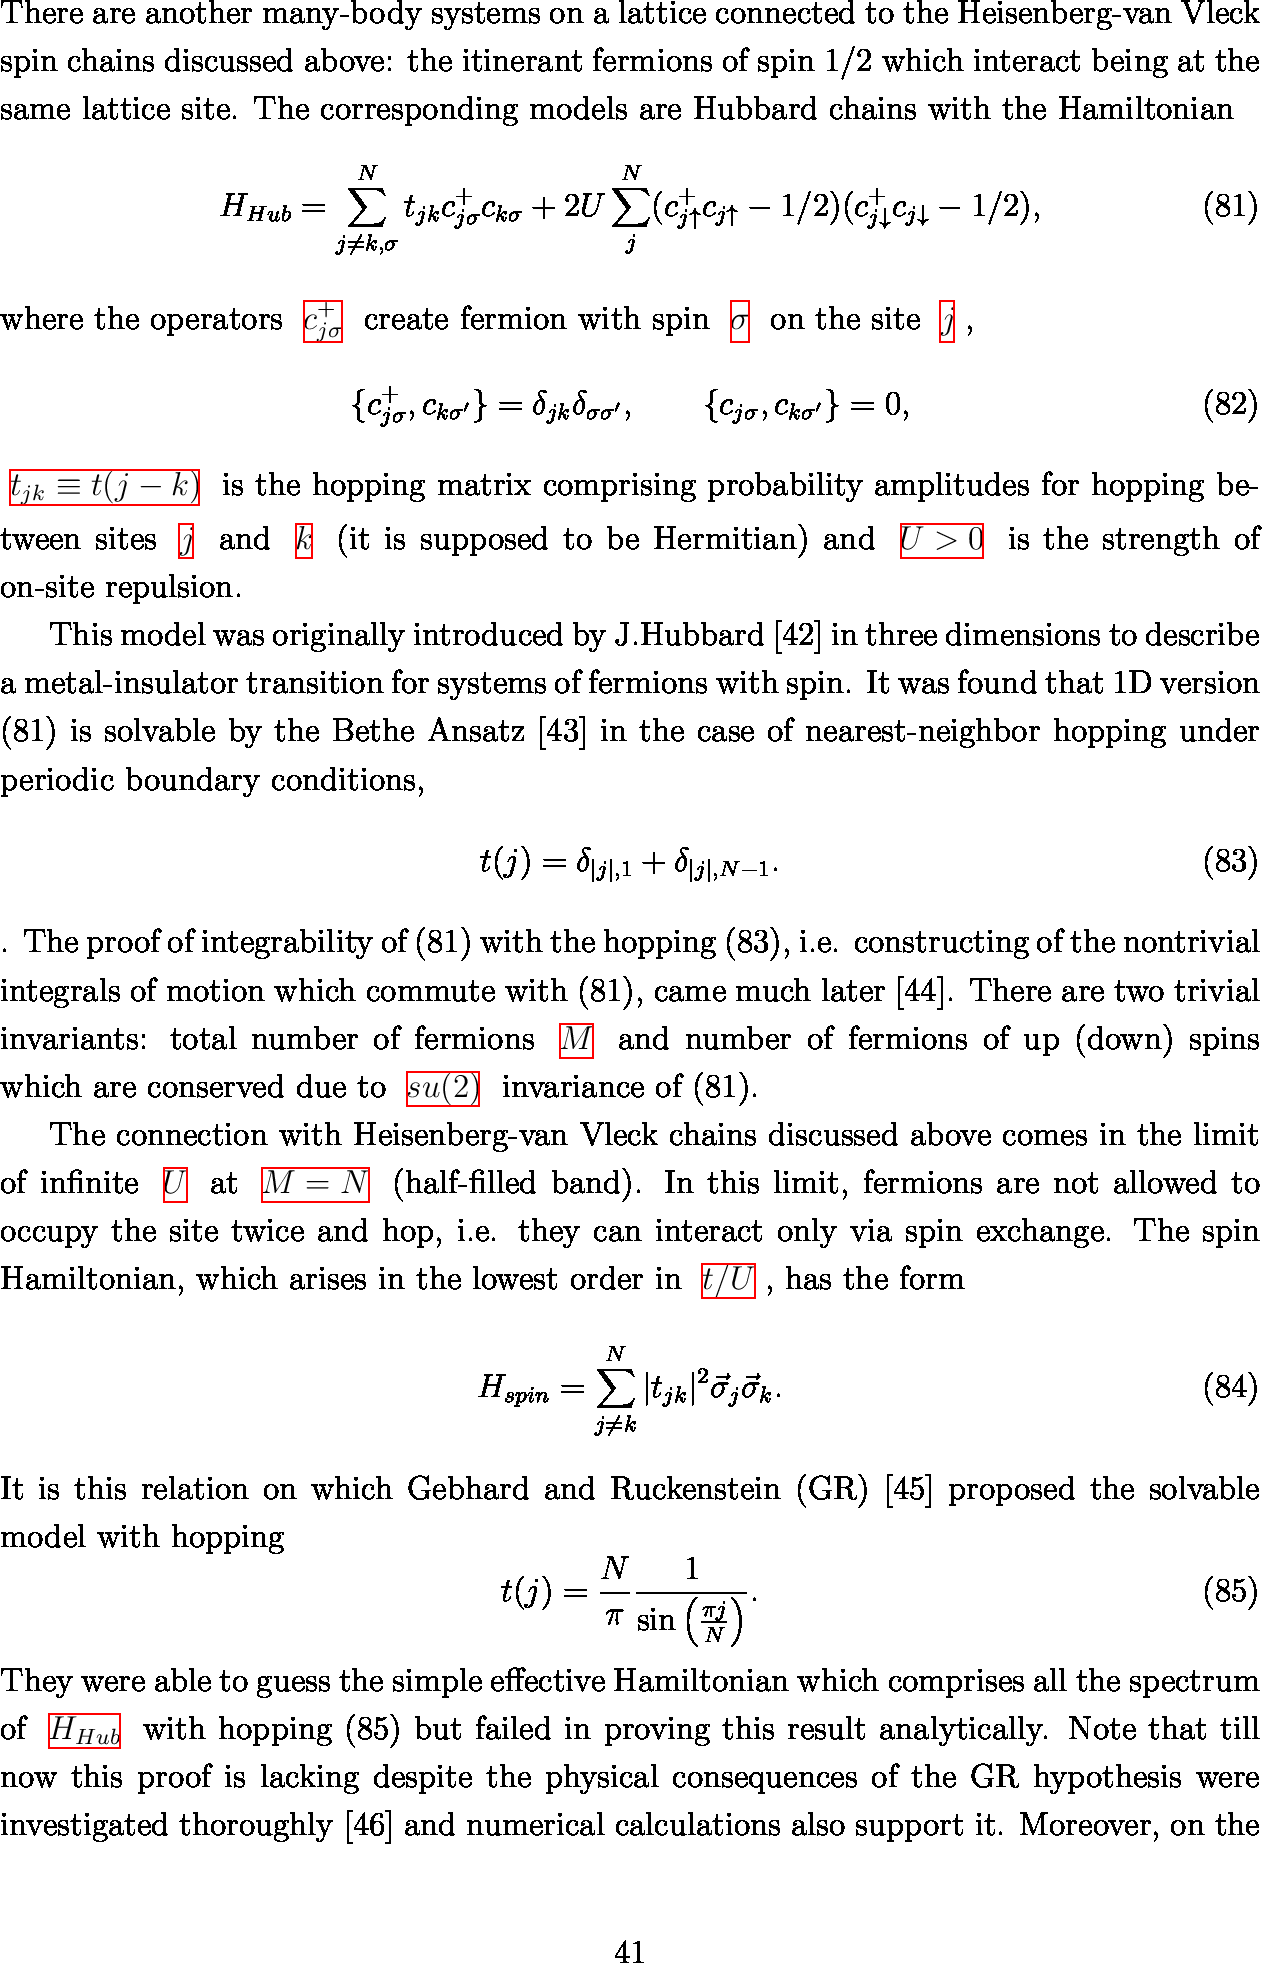 There are another many-body systems on a lattice connected to the Heisenberg-van Vleck
spin chains discussed above: the itinerant fermions of spin 1/2 which interact being at the
same lattice site. The corresponding models are Hubbard chains with the Hamiltonian
$H_{Hub} = \sum_{j \neq k, \sigma}^{N} t_{jk} c_{j\sigma}^{+} c_{k\sigma} + 2U \sum_{j}^{N} (c_{j\uparrow}^{+} c_{j\uparrow} - 1/2)(c_{j\downarrow}^{+} c_{j\downarrow} - 1/2),$ (81)
where the operators $c_{j\sigma}^{+}$ create fermion with spin $\sigma$ on the site $j$ ,
$\{c_{j\sigma}^{+}, c_{k\sigma'}\} = \delta_{jk} \delta_{\sigma\sigma'}, \quad \{c_{j\sigma}, c_{k\sigma'}\} = 0,$ (82)
$t_{jk} \equiv t(j - k)$ is the hopping matrix comprising probability amplitudes for hopping be-
tween sites $j$ and $k$ (it is supposed to be Hermitian) and $U > 0$ is the strength of
on-site repulsion.
This model was originally introduced by J.Hubbard [42] in three dimensions to describe
a metal-insulator transition for systems of fermions with spin. It was found that 1D version
(81) is solvable by the Bethe Ansatz [43] in the case of nearest-neighbor hopping under
periodic boundary conditions,
$t(j) = \delta_{|j|,1} + \delta_{|j|,N-1}.$ (83)
. The proof of integrability of (81) with the hopping (83), i.e. constructing of the nontrivial
integrals of motion which commute with (81), came much later [44]. There are two trivial
invariants: total number of fermions $M$ and number of fermions of up (down) spins
which are conserved due to $su(2)$ invariance of (81).
The connection with Heisenberg-van Vleck chains discussed above comes in the limit
of infinite $U$ at $M = N$ (half-filled band). In this limit, fermions are not allowed to
occupy the site twice and hop, i.e. they can interact only via spin exchange. The spin
Hamiltonian, which arises in the lowest order in $t/U$ , has the form
$H_{spin} = \sum_{j \neq k}^{N} |t_{jk}|^2 \vec{\sigma}_j \vec{\sigma}_k.$ (84)
It is this relation on which Gebhard and Ruckenstein (GR) [45] proposed the solvable
model with hopping
$t(j) = \frac{N}{\pi} \frac{1}{\sin\left(\frac{\pi j}{N}\right)}.$ (85)
They were able to guess the simple effective Hamiltonian which comprises all the spectrum
of $H_{Hub}$ with hopping (85) but failed in proving this result analytically. Note that till
now this proof is lacking despite the physical consequences of the GR hypothesis were
investigated thoroughly [46] and numerical calculations also support it. Moreover, on the
41